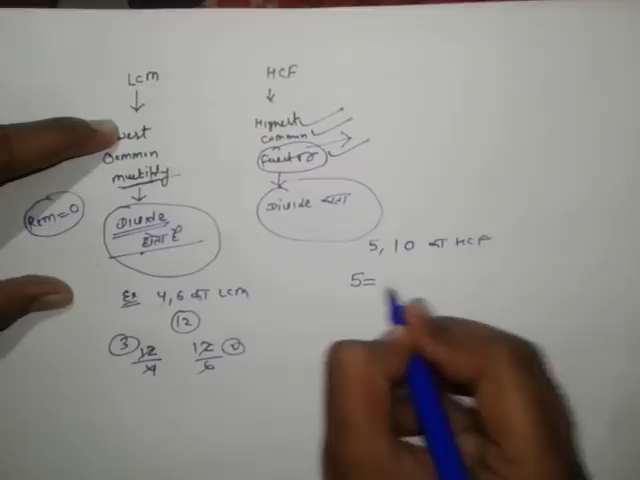 LCM
↓
west
Common
multiply
↓
Rem=0
Divide
होता है
Ex 4, 6 का LCM
12
3 12/4 12/6 2
HCF
↓
Highest
Common
Factor
↓
Divide करता
5, 10 का HCF
5=